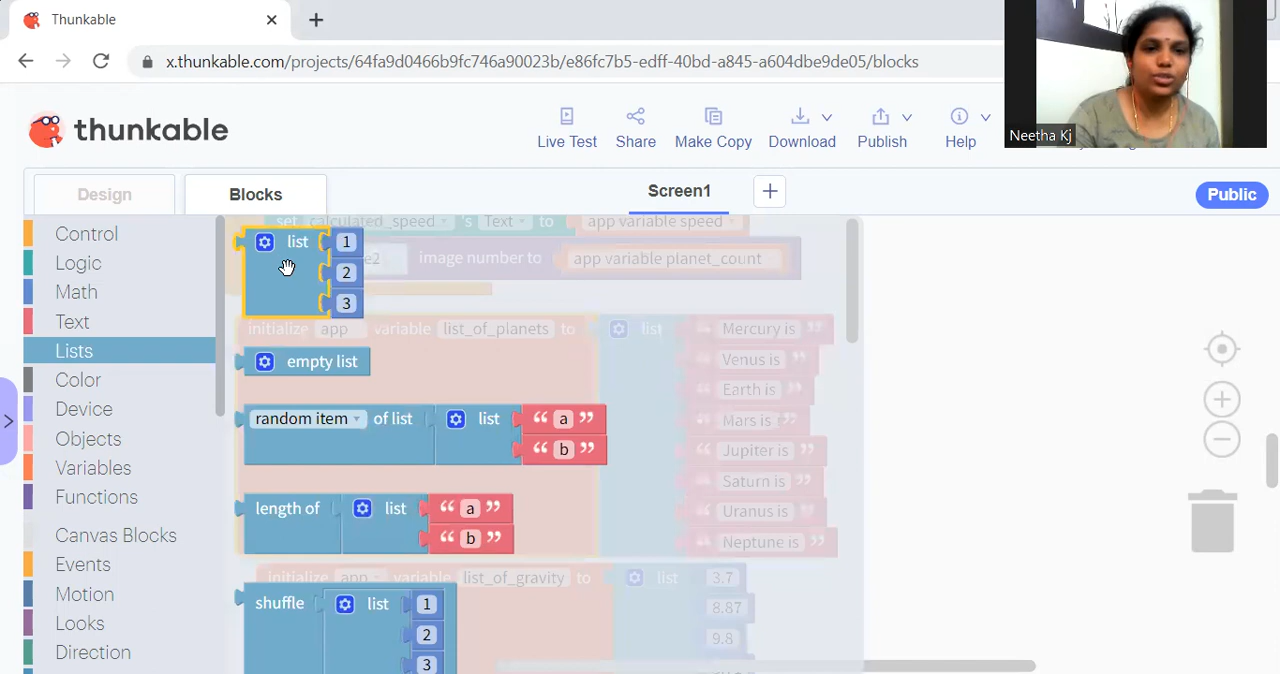 Thunkable
x.thunkable.com/projects/64fa9d0466b9fc746a90023b/e86fc7b5-edff-40bd-a845-a604dbe9de05/blocks
Neetha Kj
thunkable
Live Test
Share
Make Copy
Download
Publish
Help
Design
Blocks
Screen1
Public
Control
Logic
Math
Text
Lists
Color
Device
Objects
Variables
Functions
Canvas Blocks
Events
Motion
Looks
Direction
set calculated_speed 's Text to app variable speed
list 1
2
3
image number to app variable planet_count
initialize app variable list_of_planets to list “ Mercury is ”
“ Venus is ”
“ Earth is ”
“ Mars is ”
“ Jupiter is ”
“ Saturn is ”
“ Uranus is ”
“ Neptune is ”
empty list
random item of list list “ a ”
“ b ”
length of list “ a ”
“ b ”
initialize app variable list_of_gravity to list 3.7
8.87
9.8
shuffle list 1
2
3